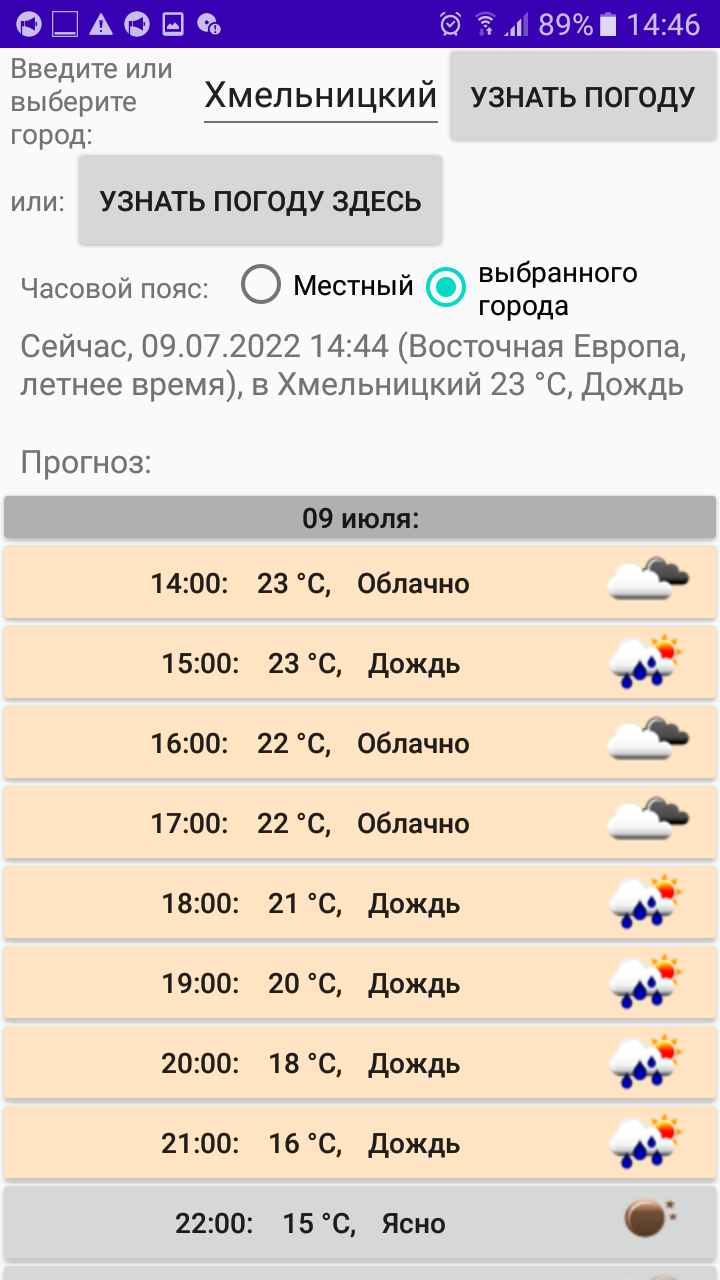 89% 14:46
Введите или
выберите
город:
Хмельницкий
УЗНАТЬ ПОГОДУ
или:
УЗНАТЬ ПОГОДУ ЗДЕСЬ
Часовой пояс:
Местный
выбранного
города
Сейчас, 09.07.2022 14:44 (Восточная Европа,
летнее время), в Хмельницкий 23 °C, Дождь
Прогноз:
09 июля:
14:00: 23 °C, Облачно
15:00: 23 °C, Дождь
16:00: 22 °C, Облачно
17:00: 22 °C, Облачно
18:00: 21 °C, Дождь
19:00: 20 °C, Дождь
20:00: 18 °C, Дождь
21:00: 16 °C, Дождь
22:00: 15 °C, Ясно